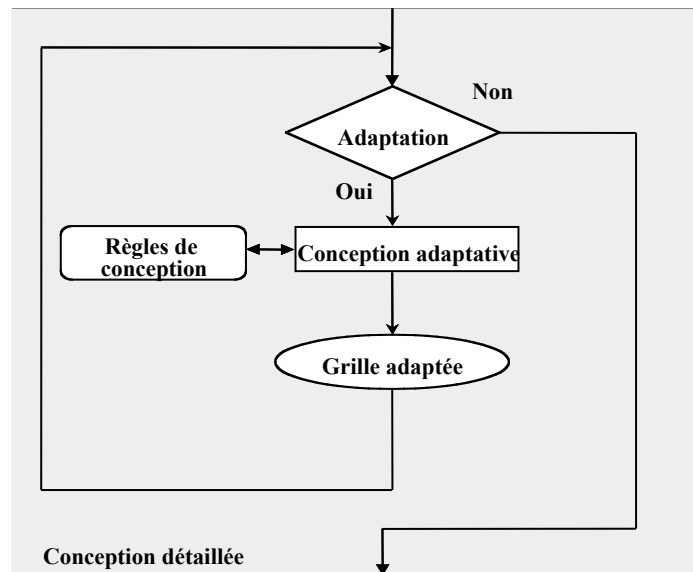 Non
Adaptation
Oui
Règles de
conception
Conception adaptative
Grille adaptée
Conception détaillée